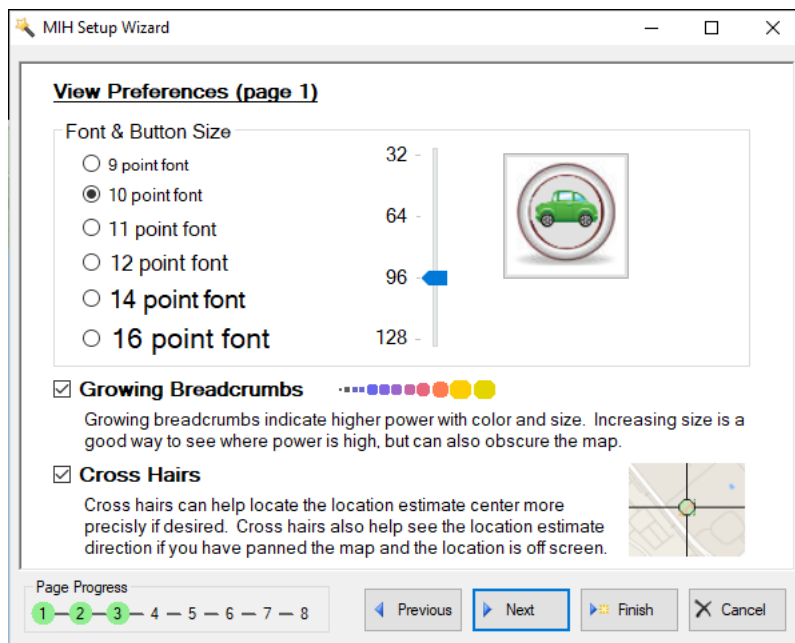 MIH Setup Wizard
View Preferences (page 1)
Font & Button Size
9 point font
10 point font
11 point font
12 point font
14 point font
16 point font
32
64
96
128
Growing Breadcrumbs
Growing breadcrumbs indicate higher power with color and size. Increasing size is a
good way to see where power is high, but can also obscure the map.
Cross Hairs
Cross hairs can help locate the location estimate center more
precisly if desired. Cross hairs also help see the location estimate
direction if you have panned the map and the location is off screen.
Page Progress
1 — 2 — 3 — 4 — 5 — 6 — 7 — 8
Previous
Next
Finish
Cancel